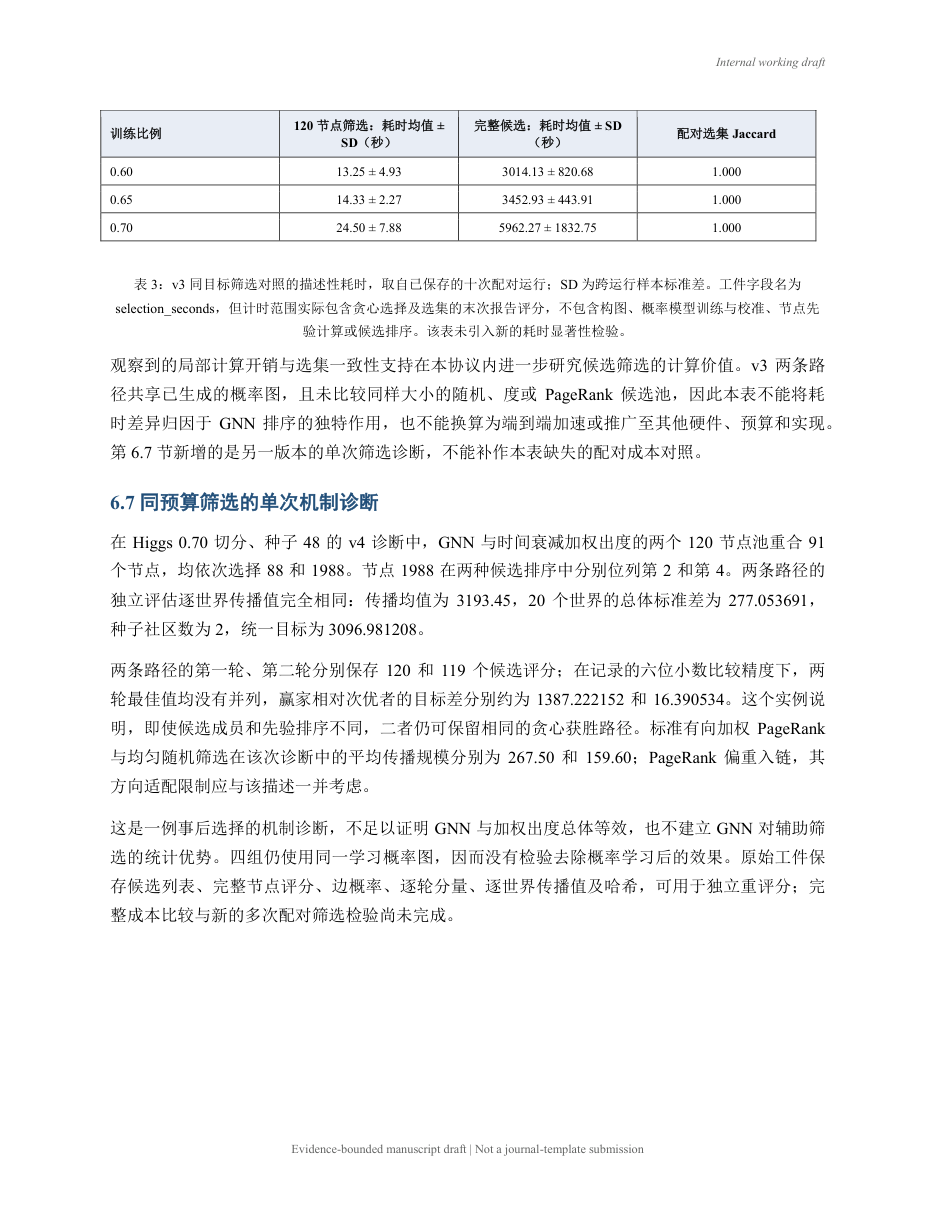 Internal working draft
训练比例
120 节点筛选：耗时均值 ±
SD（秒）
完整候选：耗时均值 ± SD
（秒）
配对选集 Jaccard
0.60 13.25 ± 4.93 3014.13 ± 820.68 1.000
0.65 14.33 ± 2.27 3452.93 ± 443.91 1.000
0.70 24.50 ± 7.88 5962.27 ± 1832.75 1.000
表 3：v3 同目标筛选对照的描述性耗时，取自已保存的十次配对运行；SD 为跨运行样本标准差。工件字段名为
selection_seconds，但计时范围实际包含贪心选择及选集的末次报告评分，不包含构图、概率模型训练与校准、节点先
验计算或候选排序。该表未引入新的耗时显著性检验。
观察到的局部计算开销与选集一致性支持在本协议内进一步研究候选筛选的计算价值。v3 两条路
径共享已生成的概率图，且未比较同样大小的随机、度或 PageRank 候选池，因此本表不能将耗
时差异归因于 GNN 排序的独特作用，也不能换算为端到端加速或推广至其他硬件、预算和实现。
第 6.7 节新增的是另一版本的单次筛选诊断，不能补作本表缺失的配对成本对照。
6.7 同预算筛选的单次机制诊断
在 Higgs 0.70 切分、种子 48 的 v4 诊断中，GNN 与时间衰减加权出度的两个 120 节点池重合 91
个节点，均依次选择 88 和 1988。节点 1988 在两种候选排序中分别位列第 2 和第 4。两条路径的
独立评估逐世界传播值完全相同：传播均值为 3193.45，20 个世界的总体标准差为 277.053691，
种子社区数为 2，统一目标为 3096.981208。
两条路径的第一轮、第二轮分别保存 120 和 119 个候选评分；在记录的六位小数比较精度下，两
轮最佳值均没有并列，赢家相对次优者的目标差分别约为 1387.222152 和 16.390534。这个实例说
明，即使候选成员和先验排序不同，二者仍可保留相同的贪心获胜路径。标准有向加权 PageRank
与均匀随机筛选在该次诊断中的平均传播规模分别为 267.50 和 159.60；PageRank 偏重入链，其
方向适配限制应与该描述一并考虑。
这是一例事后选择的机制诊断，不足以证明 GNN 与加权出度总体等效，也不建立 GNN 对辅助筛
选的统计优势。四组仍使用同一学习概率图，因而没有检验去除概率学习后的效果。原始工件保
存候选列表、完整节点评分、边概率、逐轮分量、逐世界传播值及哈希，可用于独立重评分；完
整成本比较与新的多次配对筛选检验尚未完成。
Evidence-bounded manuscript draft | Not a journal-template submission